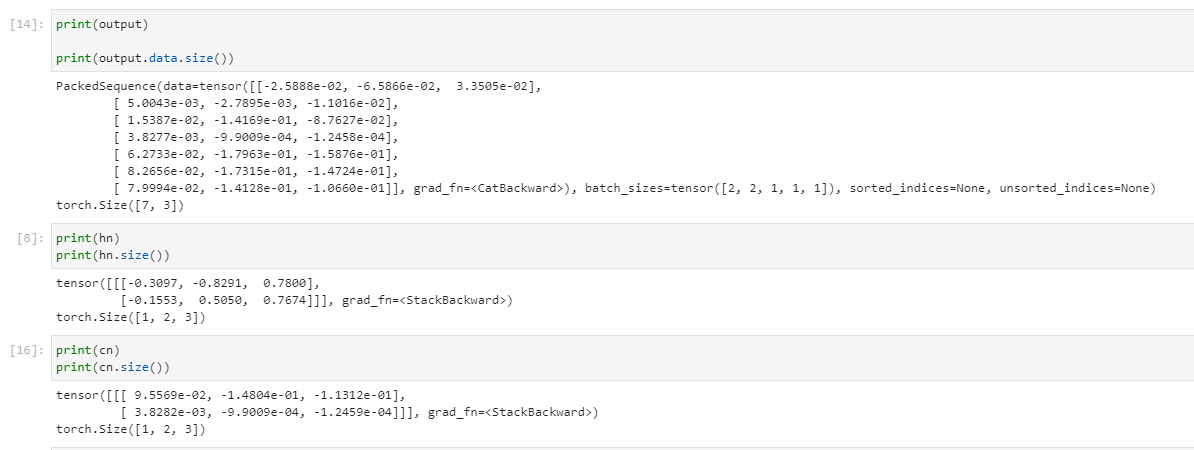 [14]: print(output)
print(output.data.size())
PackedSequence(data=tensor([[-2.5888e-02, -6.5866e-02,  3.3505e-02],
        [ 5.0043e-03, -2.7895e-03, -1.1016e-02],
        [ 1.5387e-02, -1.4169e-01, -8.7627e-02],
        [ 3.8277e-03, -9.9009e-04, -1.2458e-04],
        [ 6.2733e-02, -1.7963e-01, -1.5876e-01],
        [ 8.2656e-02, -1.7315e-01, -1.4724e-01],
        [ 7.9994e-02, -1.4128e-01, -1.0660e-01]], grad_fn=<CatBackward>), batch_sizes=tensor([2, 2, 1, 1, 1]), sorted_indices=None, unsorted_indices=None)
torch.Size([7, 3])
[8]: print(hn)
print(hn.size())
tensor([[[-0.3097, -0.8291,  0.7800],
         [-0.1553,  0.5050,  0.7674]]], grad_fn=<StackBackward>)
torch.Size([1, 2, 3])
[16]: print(cn)
print(cn.size())
tensor([[[ 9.5569e-02, -1.4804e-01, -1.1312e-01],
         [ 3.8282e-03, -9.9009e-04, -1.2459e-04]]], grad_fn=<StackBackward>)
torch.Size([1, 2, 3])